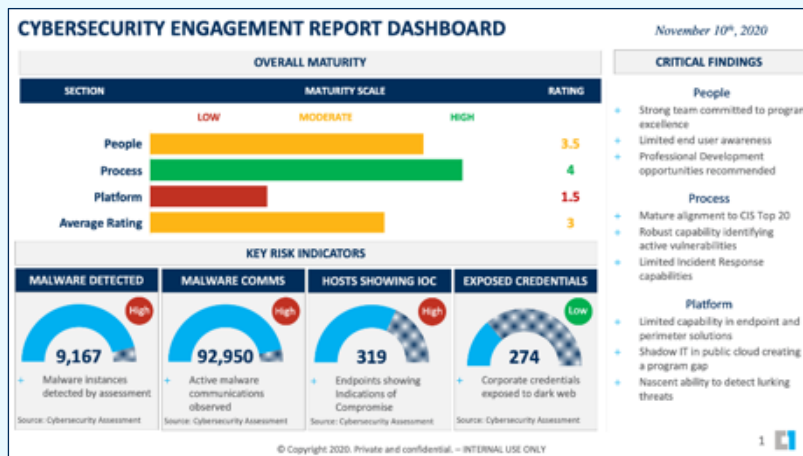 CYBERSECURITY ENGAGEMENT REPORT DASHBOARD
November 10th, 2020
OVERALL MATURITY
SECTION MATURITY SCALE RATING
LOW MODERATE HIGH
People 3.5
Process 4
Platform 1.5
Average Rating 3
KEY RISK INDICATORS
MALWARE DETECTED
High
9,167
+ Malware instances
detected by assessment
Source: Cybersecurity Assessment
MALWARE COMMS
High
92,950
+ Active malware
communications
observed
Source: Cybersecurity Assessment
HOSTS SHOWING IOC
High
319
+ Endpoints showing
Indications of
Compromise
Source: Cybersecurity Assessment
EXPOSED CREDENTIALS
Low
274
+ Corporate credentials
exposed to dark web
Source: Cybersecurity Assessment
CRITICAL FINDINGS
People
+ Strong team committed to program
excellence
+ Limited end user awareness
+ Professional Development
opportunities recommended
Process
+ Mature alignment to CIS Top 20
+ Robust capability identifying
active vulnerabilities
+ Limited Incident Response
capabilities
Platform
+ Limited capability in endpoint and
perimeter solutions
+ Shadow IT in public cloud creating
a program gap
+ Nascent ability to detect lurking
threats
© Copyright 2020. Private and confidential. – INTERNAL USE ONLY
1